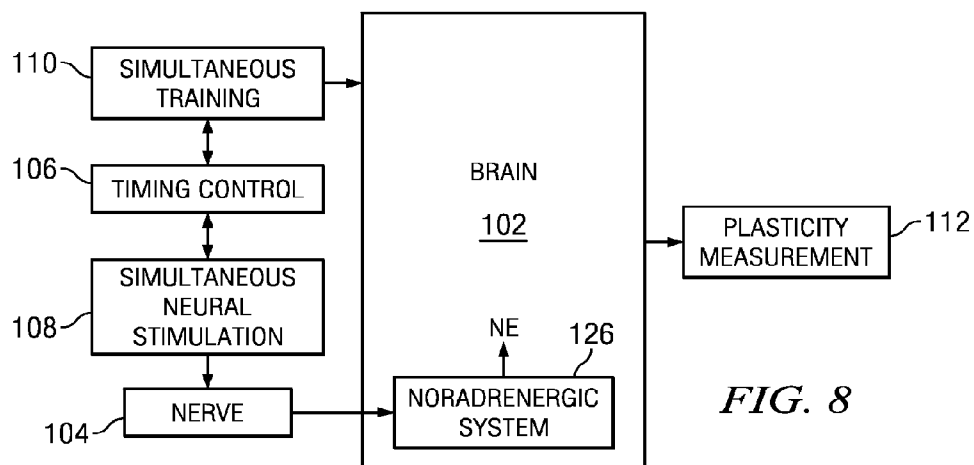 110
SIMULTANEOUS
TRAINING
106
TIMING CONTROL
108
SIMULTANEOUS
NEURAL
STIMULATION
104
NERVE
BRAIN
102
NE
126
NORADRENERGIC
SYSTEM
PLASTICITY
MEASUREMENT
112
FIG. 8